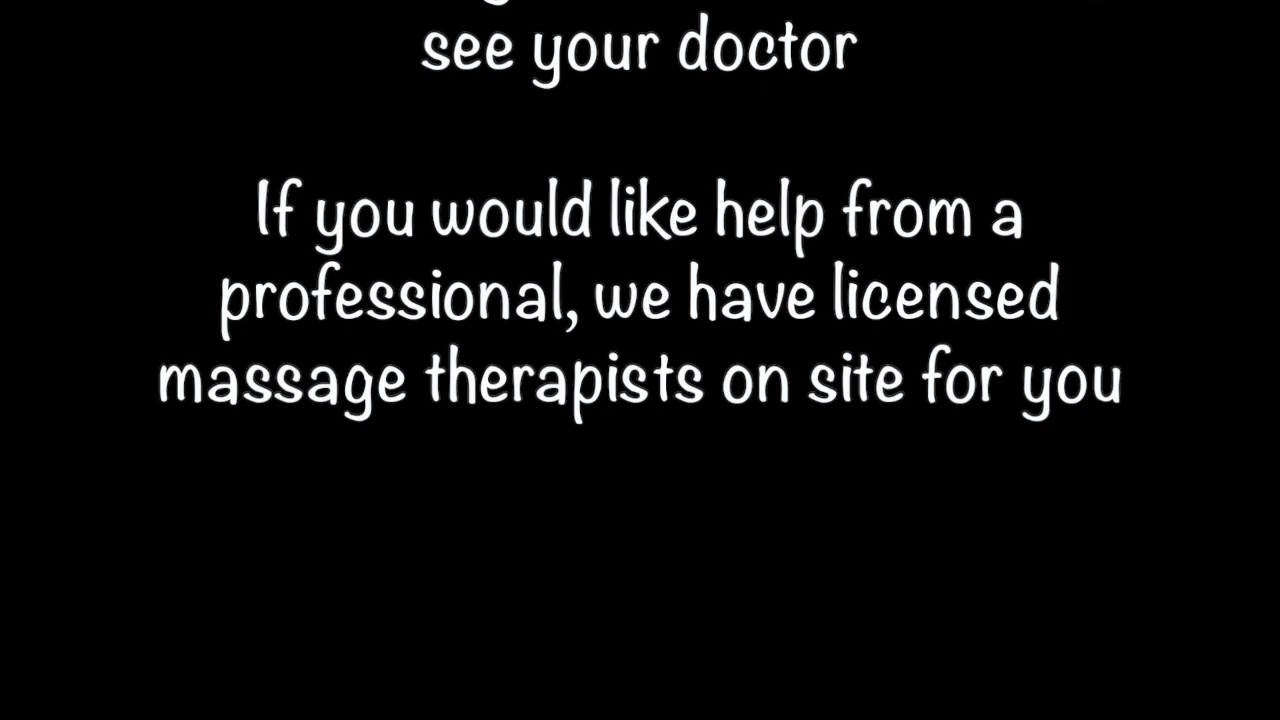 see your doctor
If you would like help from a
professional, we have licensed
massage therapists on site for you